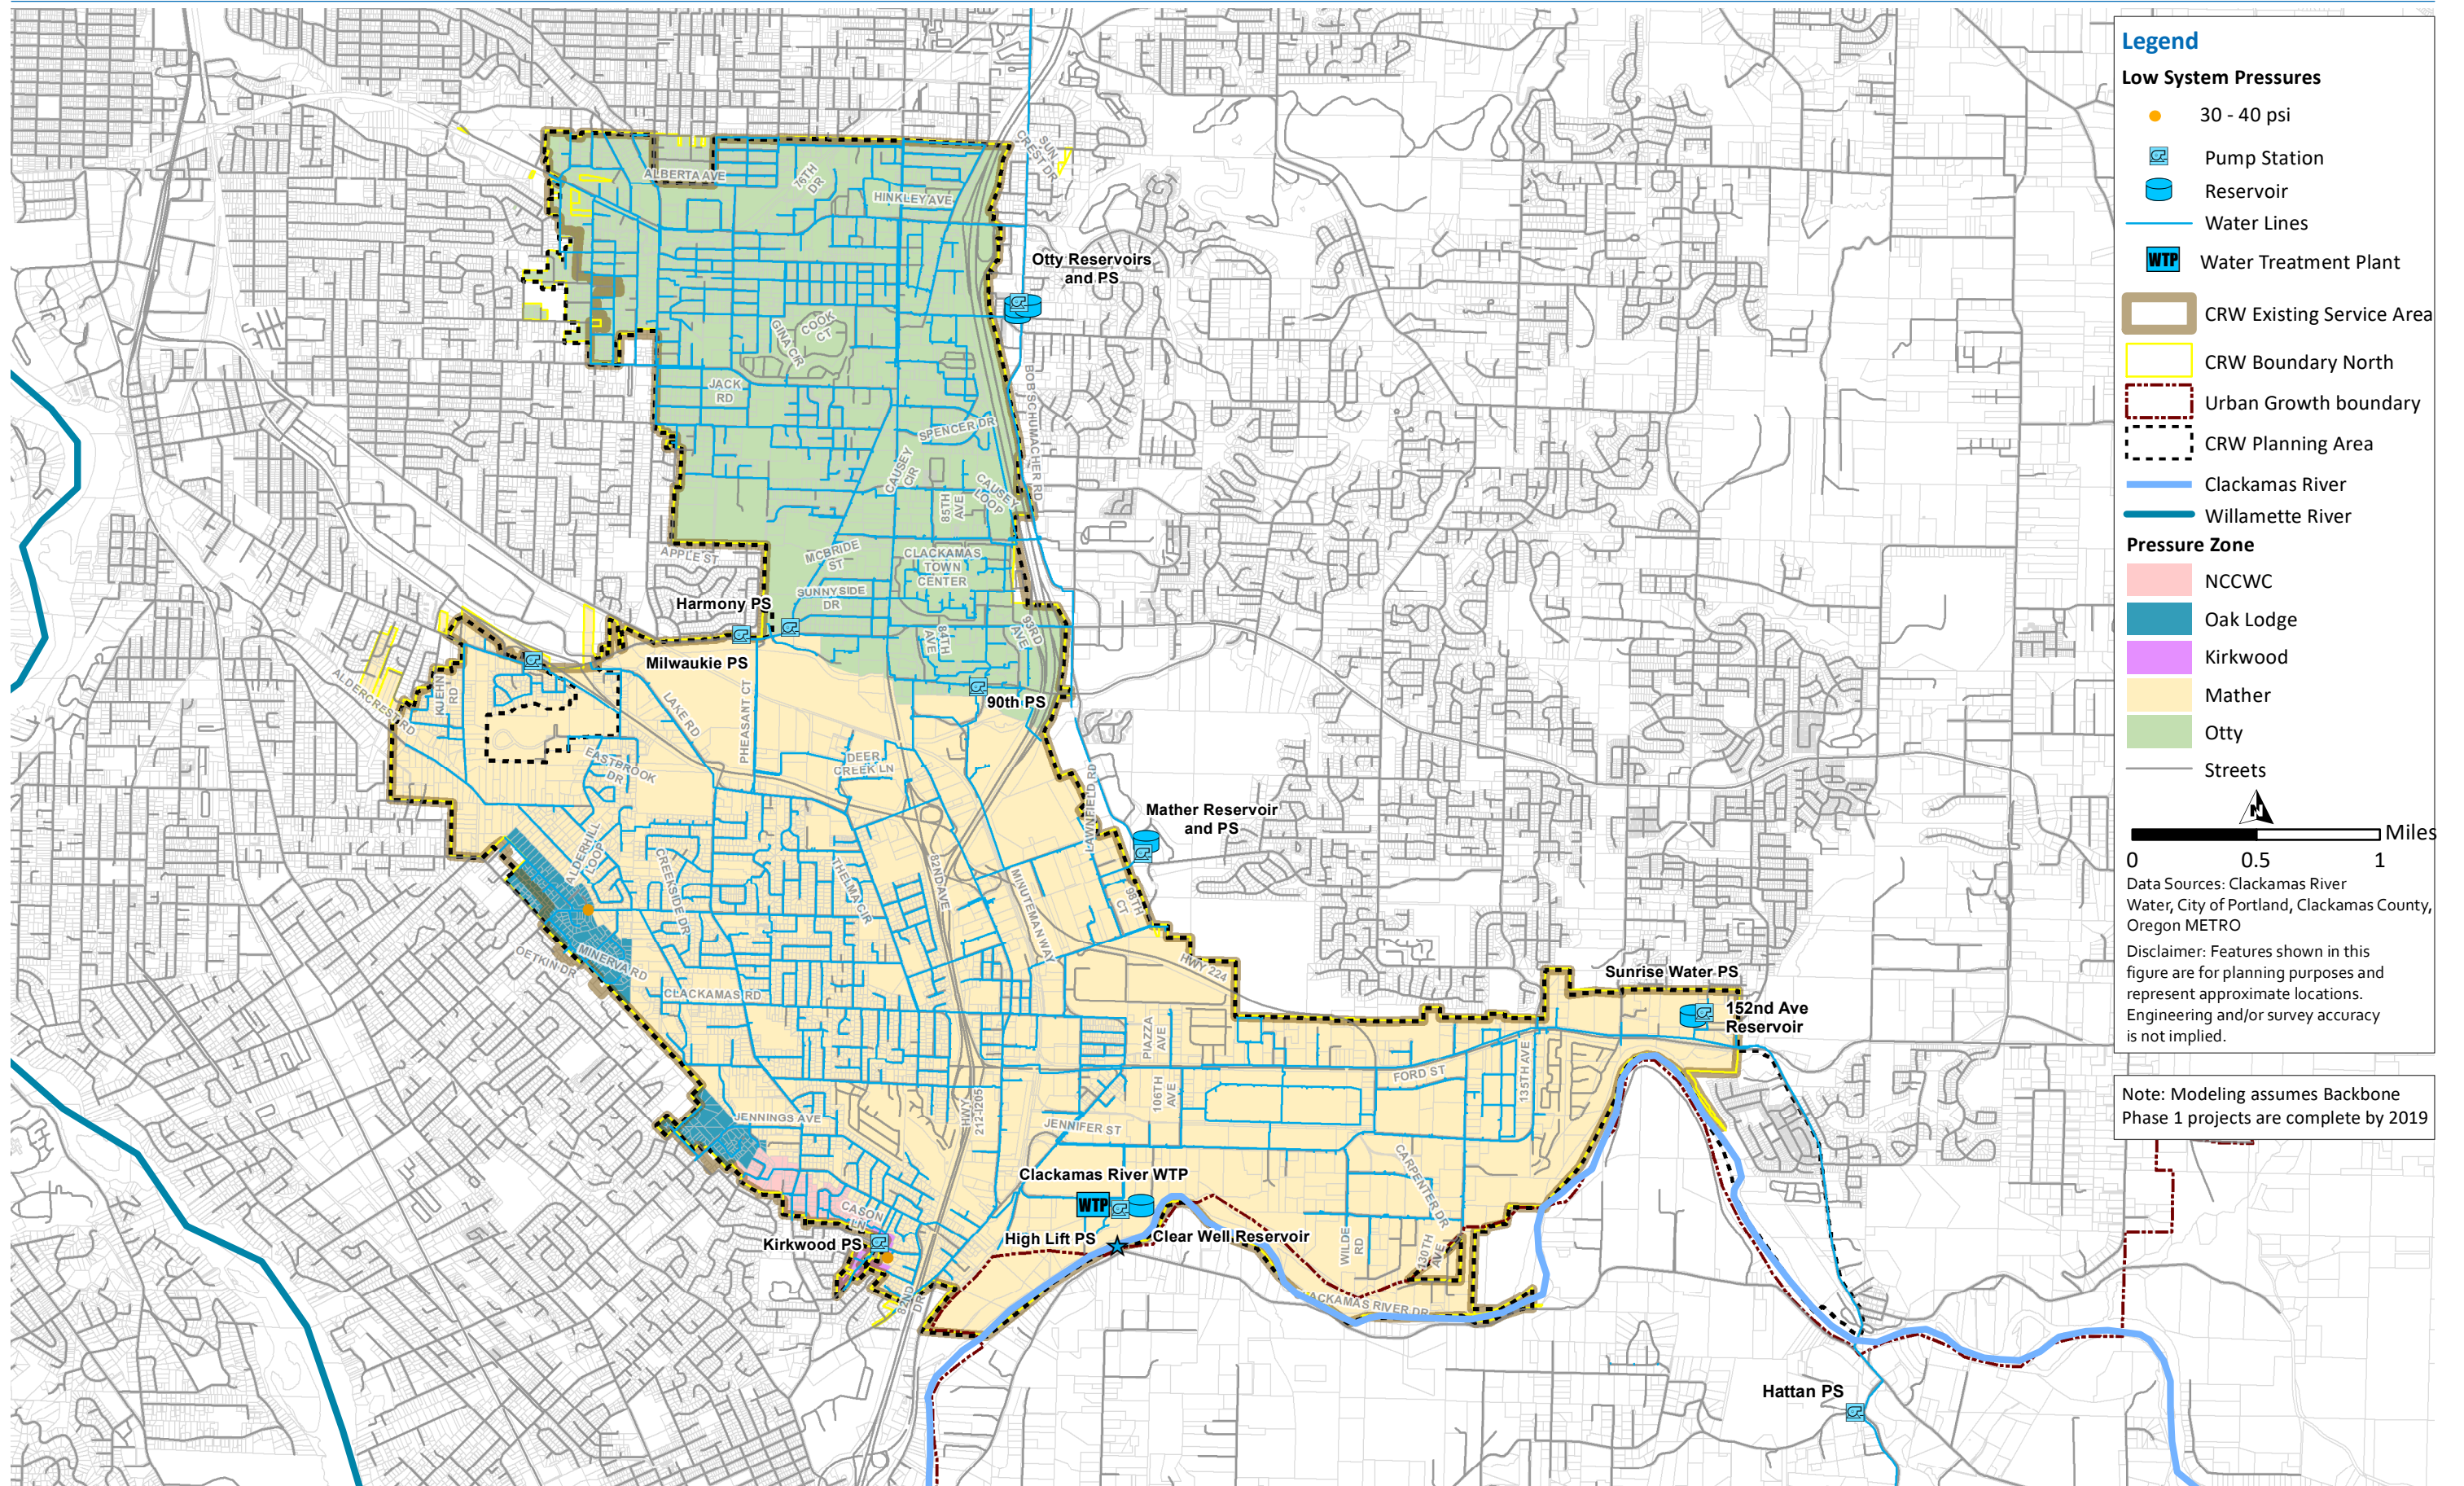 SUN
CREST DR
ALBERTA AVE
76TH
DR
HINKLEY AVE
Otty Reservoirs
and PS
COOK
CT
GINA CIR
JACK
RD
BOB SCHUMACHER RD
SPENCER DR
CAUSEY
CIR
CAUSEY
LOOP
85TH
AVE
APPLE ST
MCBRIDE
ST
CLACKAMAS
TOWN
CENTER
SUNNYSIDE
DR
Harmony PS
84TH
AVE
93RD
AVE
Milwaukie PS
90th PS
KUEHN
RD
ALDERCREST RD
LAKE RD
PHEASANT CT
EASTBROOK
DR
DEER
CREEK LN
LAWNFIELD RD
Mather Reservoir
and PS
ALDERHILL
LOOP
CREEKSIDE DR
THELMA CIR
82ND AVE
MINUTEMAN WAY
98TH
CT
OETKIN DR
MINERVA RD
HWY 224
CLACKAMAS RD
Sunrise Water PS
152nd Ave
Reservoir
PIAZZA
AVE
FORD ST
135TH AVE
106TH
AVE
HWY
212-I205
JENNINGS AVE
JENNIFER ST
CARPENTER DR
Clackamas River WTP
WTP
CASON
LN
Kirkwood PS
High Lift PS
Clear Well Reservoir
WILDE
RD
130TH
AVE
82ND
DR
CLACKAMAS RIVER DR
Hattan PS
Legend
Low System Pressures
30 - 40 psi
Pump Station
Reservoir
Water Lines
WTP Water Treatment Plant
CRW Existing Service Area
CRW Boundary North
Urban Growth boundary
CRW Planning Area
Clackamas River
Willamette River
Pressure Zone
NCCWC
Oak Lodge
Kirkwood
Mather
Otty
Streets
N
Miles
0 0.5 1
Data Sources: Clackamas River
Water, City of Portland, Clackamas County,
Oregon METRO
Disclaimer: Features shown in this
figure are for planning purposes and
represent approximate locations.
Engineering and/or survey accuracy
is not implied.
Note: Modeling assumes Backbone
Phase 1 projects are complete by 2019